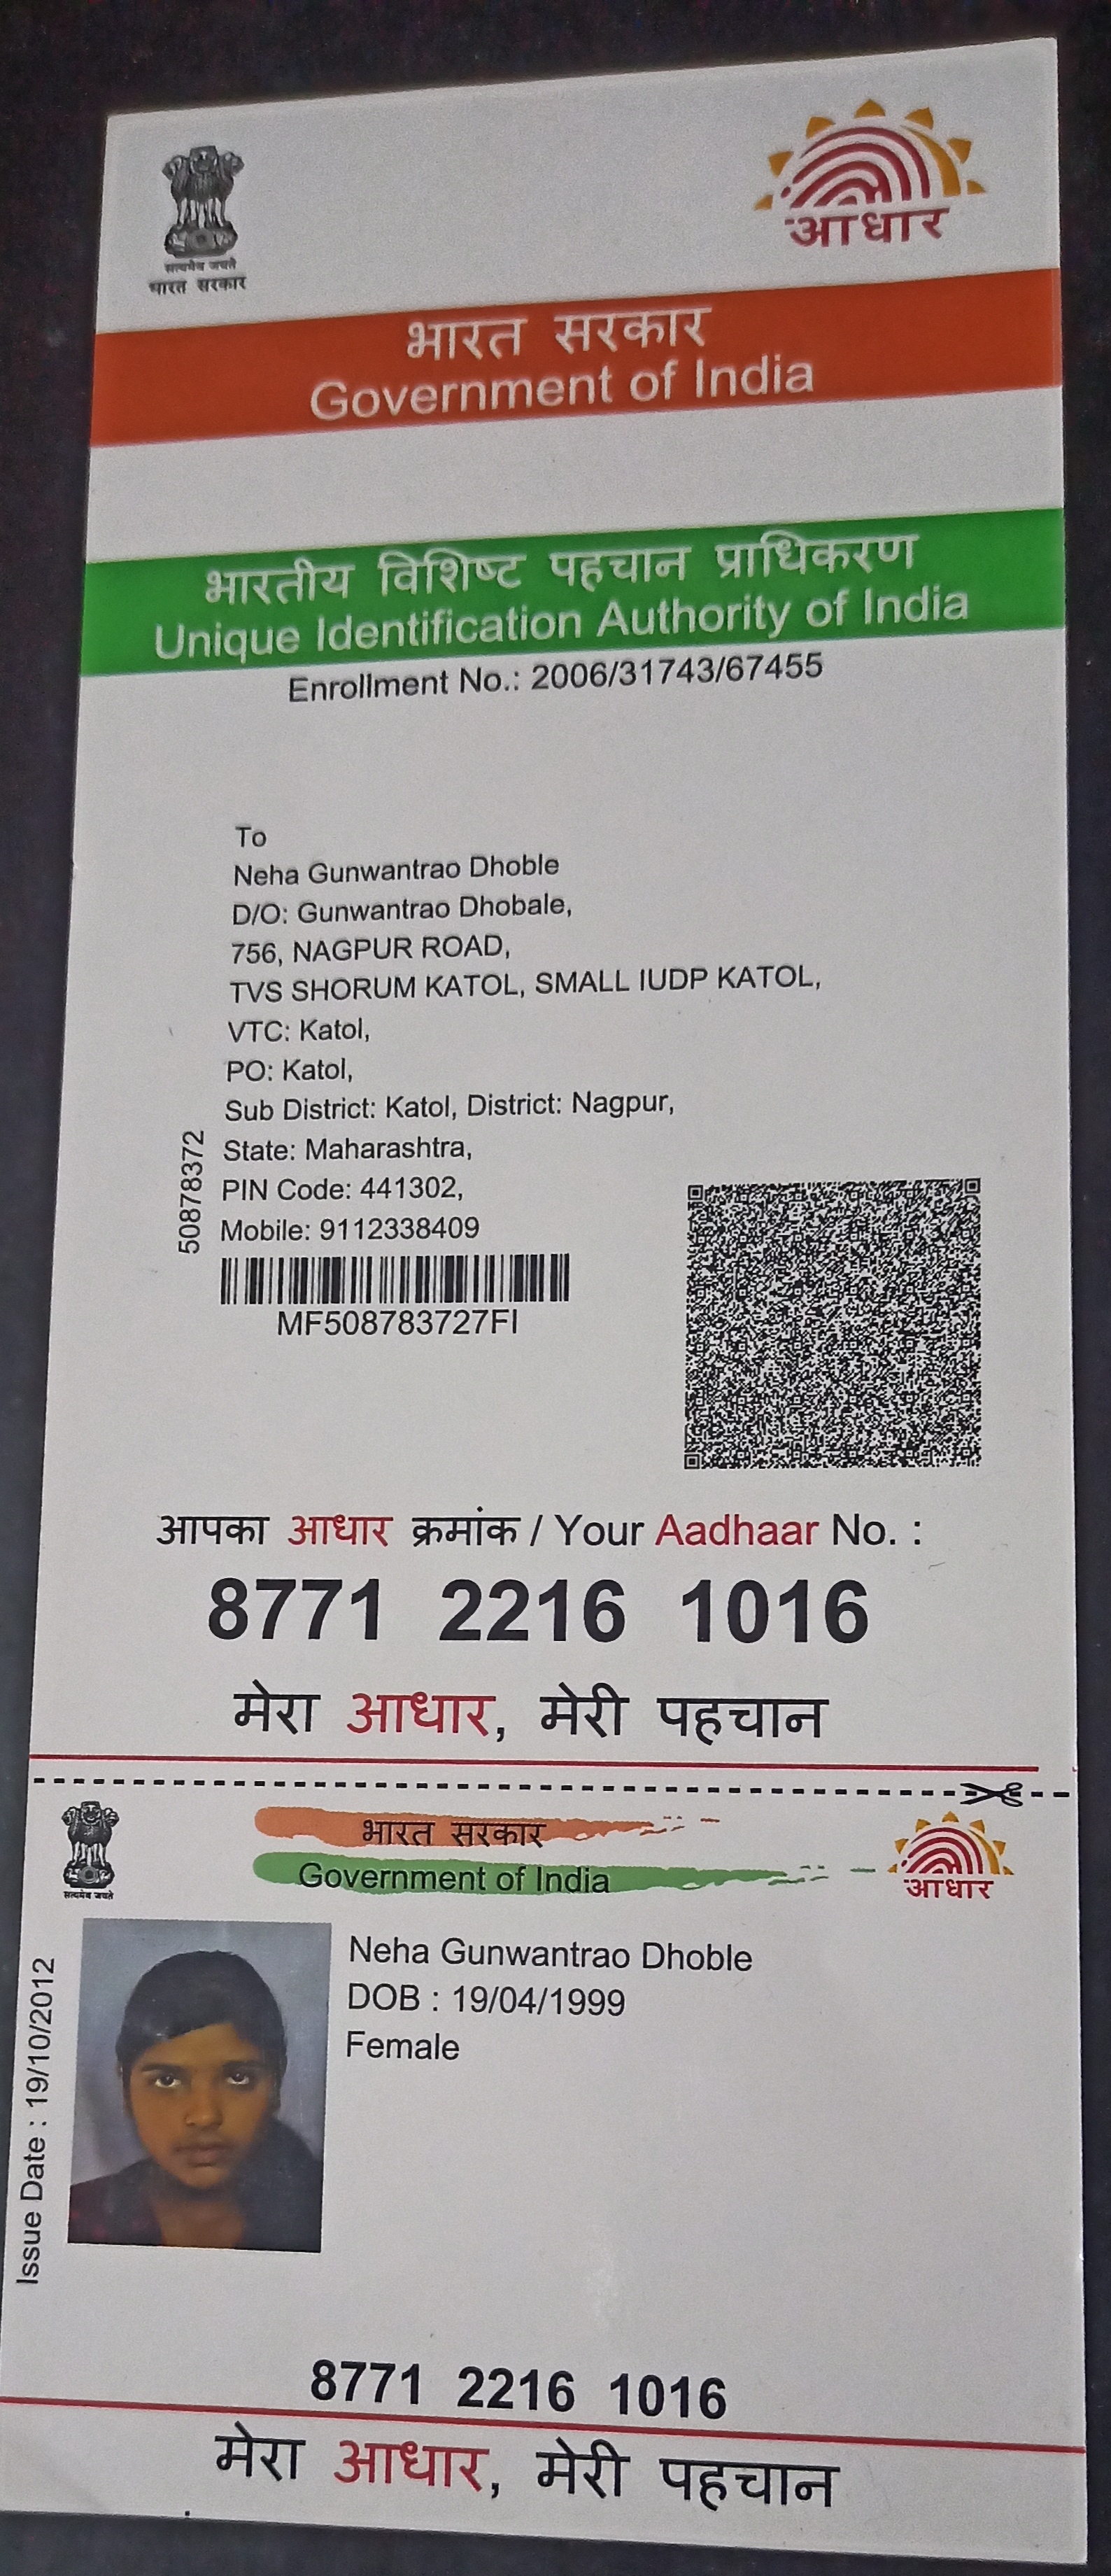 सत्यमेव जयते
भारत सरकार
आधार
भारत सरकार
Government of India
भारतीय विशिष्ट पहचान प्राधिकरण
Unique Identification Authority of India
Enrollment No.: 2006/31743/67455
To
Neha Gunwantrao Dhoble
D/O: Gunwantrao Dhobale,
756, NAGPUR ROAD,
TVS SHORUM KATOL, SMALL IUDP KATOL,
VTC: Katol,
PO: Katol,
Sub District: Katol, District: Nagpur,
State: Maharashtra,
PIN Code: 441302,
Mobile: 9112338409
50878372
MF508783727FI
आपका आधार क्रमांक / Your Aadhaar No. :
8771 2216 1016
मेरा आधार, मेरी पहचान
सत्यमेव जयते
भारत सरकार
Government of India
आधार
Issue Date : 19/10/2012
Neha Gunwantrao Dhoble
DOB : 19/04/1999
Female
8771 2216 1016
मेरा आधार, मेरी पहचान